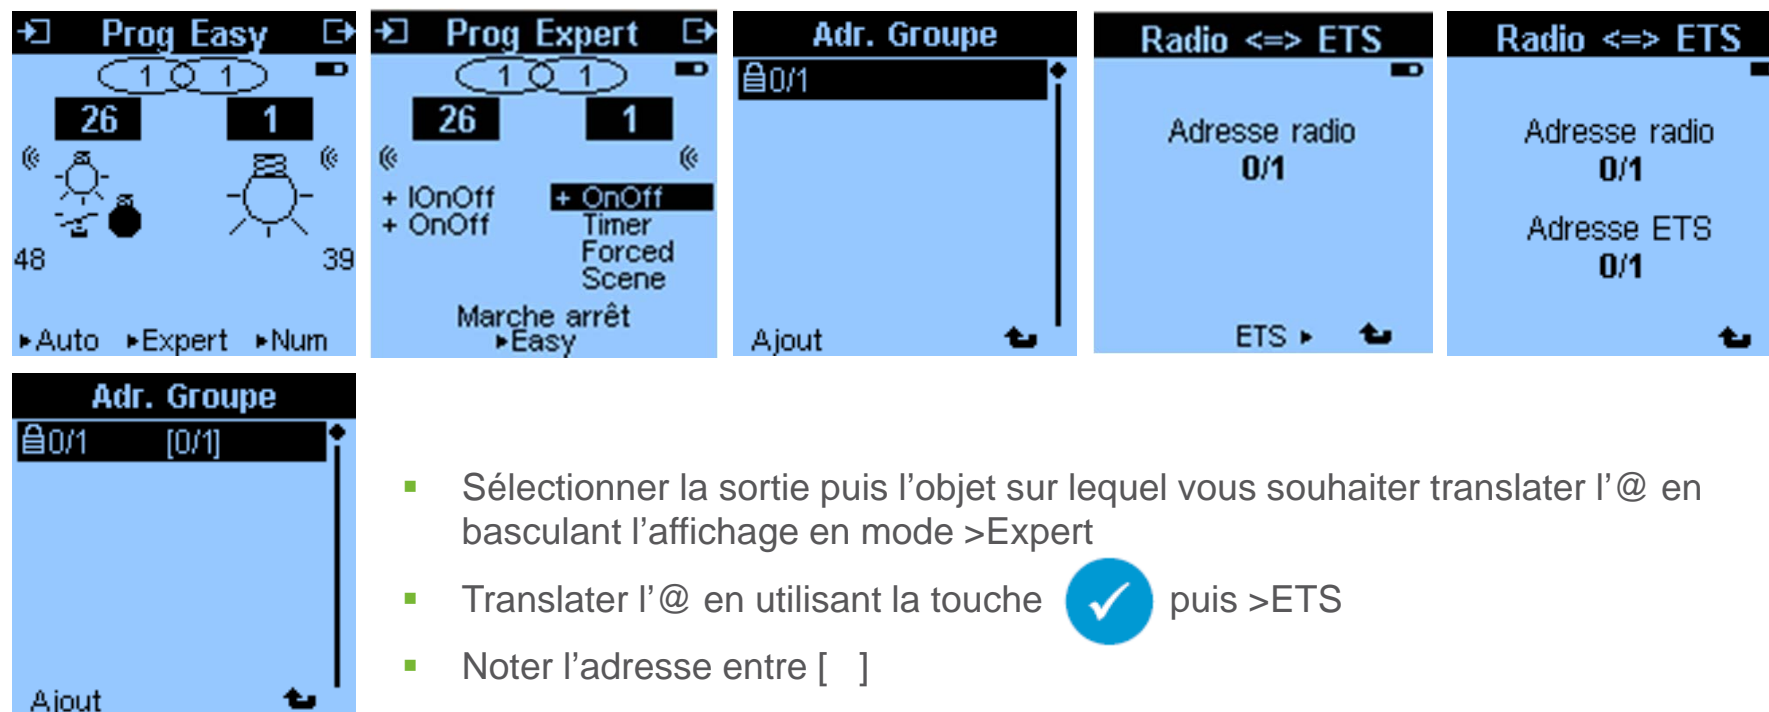 Prog Easy
1 1
26 1
48 39
▸Auto ▸Expert ▸Num
Prog Expert
1 1
26 1
+ IOnOff + OnOff
+ OnOff Timer
Forced
Scene
Marche arrêt
▸Easy
Adr. Groupe
0/1
Ajout
Radio <=> ETS
Adresse radio
0/1
ETS ▸
Radio <=> ETS
Adresse radio
0/1
Adresse ETS
0/1
Adr. Groupe
0/1 [0/1]
Ajout
▪ Sélectionner la sortie puis l’objet sur lequel vous souhaiter translater l’@ en
basculant l’affichage en mode >Expert
▪ Translater l’@ en utilisant la touche ✓ puis >ETS
▪ Noter l’adresse entre [ ]